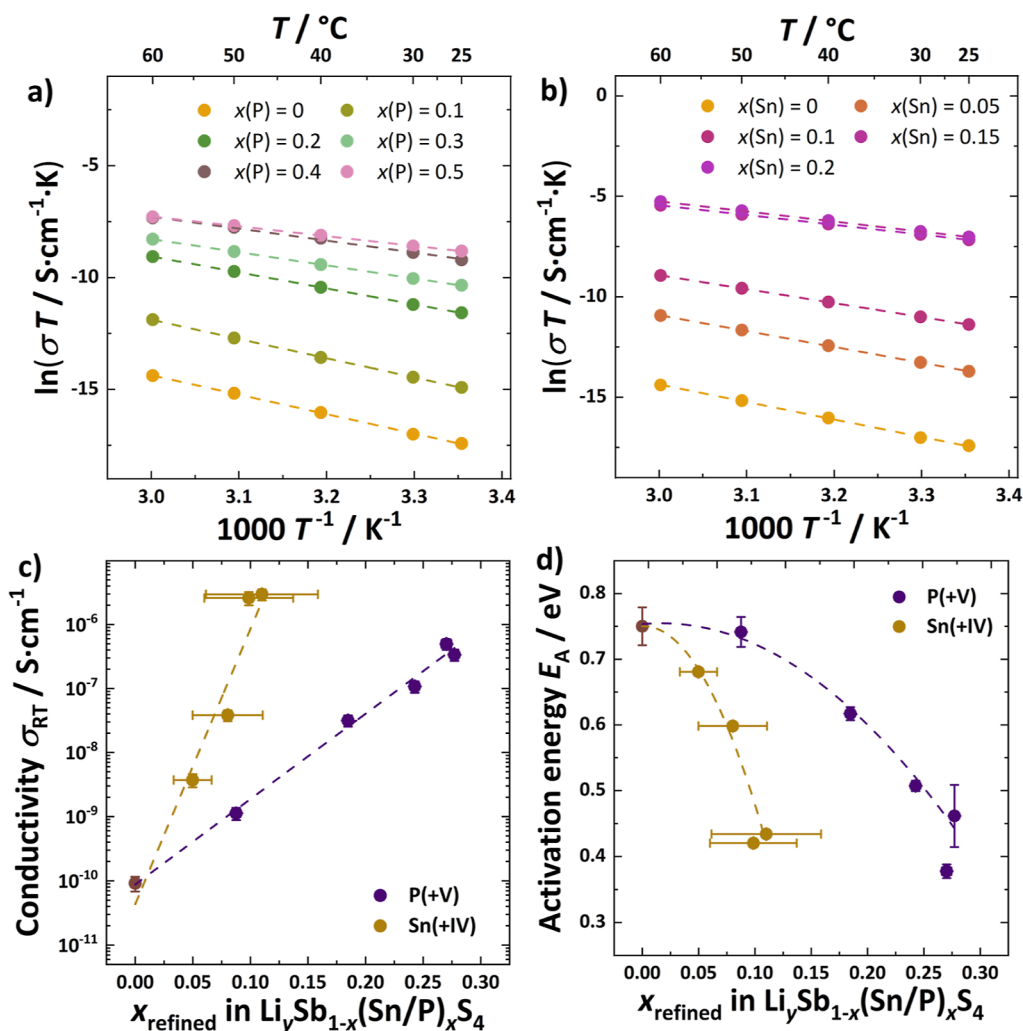 T / °C
60 50 40 30 25
a)
x(P) = 0 x(P) = 0.1
x(P) = 0.2 x(P) = 0.3
x(P) = 0.4 x(P) = 0.5
-5
-10
-15
ln(σ T / S·cm⁻¹·K)
3.0 3.1 3.2 3.3 3.4
1000 T⁻¹ / K⁻¹
T / °C
60 50 40 30 25
b)
x(Sn) = 0 x(Sn) = 0.05
x(Sn) = 0.1 x(Sn) = 0.15
x(Sn) = 0.2
0
-5
-10
-15
ln(σ T / S·cm⁻¹·K)
3.0 3.1 3.2 3.3 3.4
1000 T⁻¹ / K⁻¹
c)
10⁻⁶
10⁻⁷
10⁻⁸
10⁻⁹
10⁻¹⁰
10⁻¹¹
Conductivity σRT / S·cm⁻¹
P(+V)
Sn(+IV)
0.00 0.05 0.10 0.15 0.20 0.25 0.30
xrefined in LiySb1-x(Sn/P)xS4
d)
P(+V)
Sn(+IV)
0.8
0.7
0.6
0.5
0.4
0.3
Activation energy EA / eV
0.00 0.05 0.10 0.15 0.20 0.25 0.30
xrefined in LiySb1-x(Sn/P)xS4